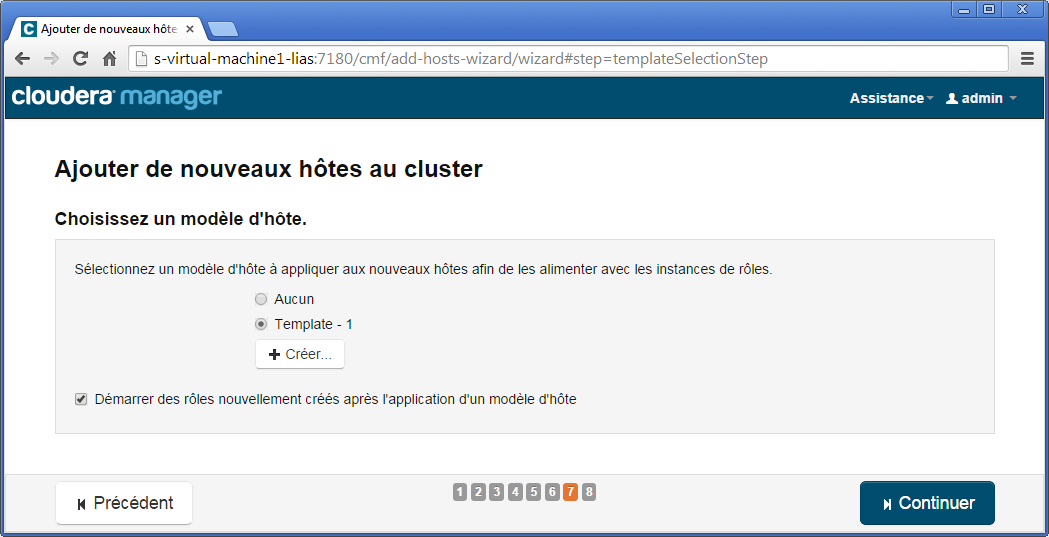 Ajouter de nouveaux hôte
s-virtual-machine1-lias:7180/cmf/add-hosts-wizard/wizard#step=templateSelectionStep
cloudera manager
Assistance
admin
Ajouter de nouveaux hôtes au cluster
Choisissez un modèle d'hôte.
Sélectionnez un modèle d'hôte à appliquer aux nouveaux hôtes afin de les alimenter avec les instances de rôles.
Aucun
Template - 1
Créer...
Démarrer des rôles nouvellement créés après l'application d'un modèle d'hôte
Précédent
1 2 3 4 5 6 7 8
Continuer